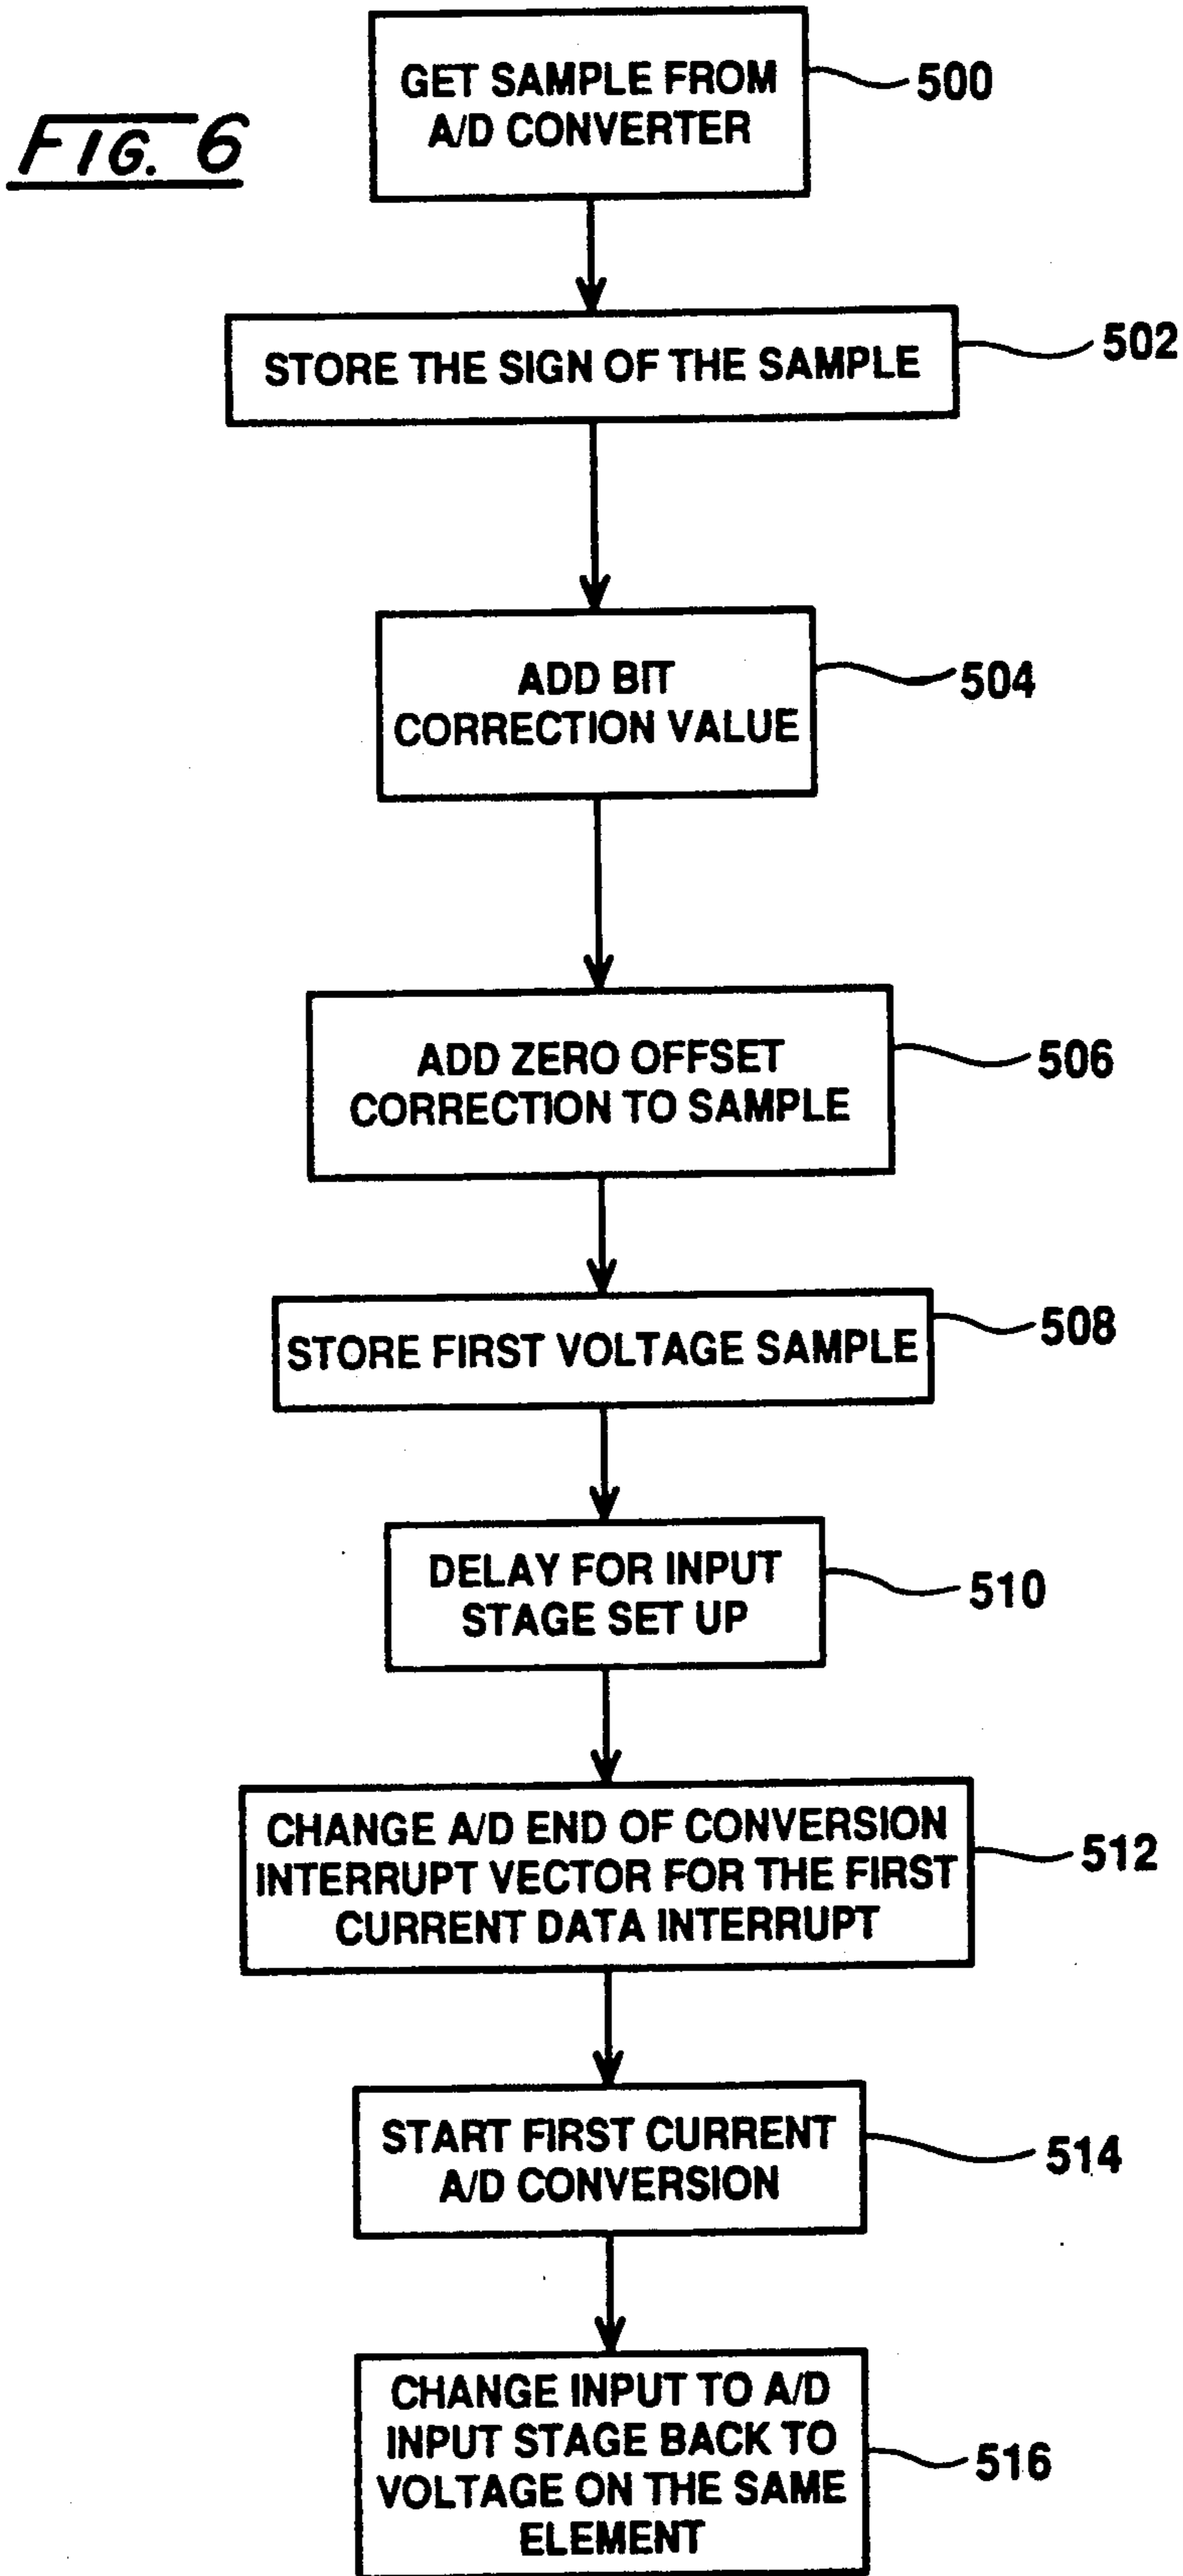 FIG. 6
GET SAMPLE FROM
A/D CONVERTER
500
STORE THE SIGN OF THE SAMPLE
502
ADD BIT
CORRECTION VALUE
504
ADD ZERO OFFSET
CORRECTION TO SAMPLE
506
STORE FIRST VOLTAGE SAMPLE
508
DELAY FOR INPUT
STAGE SET UP
510
CHANGE A/D END OF CONVERSION
INTERRUPT VECTOR FOR THE FIRST
CURRENT DATA INTERRUPT
512
START FIRST CURRENT
A/D CONVERSION
514
CHANGE INPUT TO A/D
INPUT STAGE BACK TO
VOLTAGE ON THE SAME
ELEMENT
516